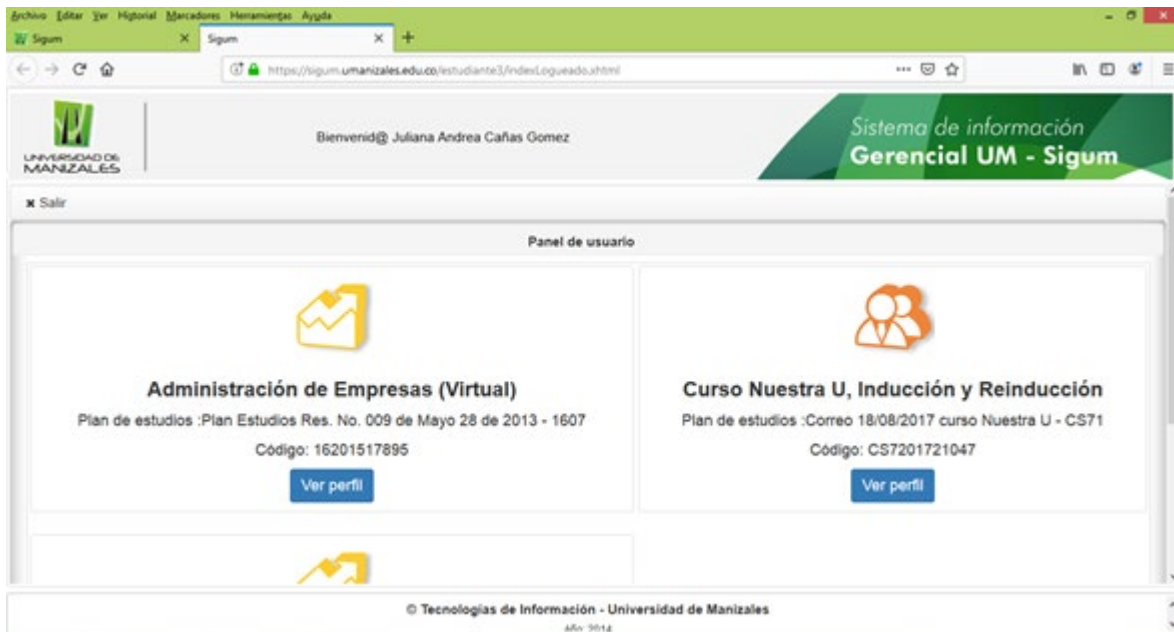 Archivo Editar Ver Historial Marcadores Herramientas Ayuda
Sigum
Sigum
https://sigum.umanizales.edu.co/estudiante3/indexLogueado.xhtml
UNIVERSIDAD DE
MANIZALES
Bienvenid@ Juliana Andrea Cañas Gomez
Sistema de información
Gerencial UM - Sigum
Salir
Panel de usuario
Administración de Empresas (Virtual)
Plan de estudios :Plan Estudios Res. No. 009 de Mayo 28 de 2013 - 1607
Código: 16201517895
Ver perfil
Curso Nuestra U, Inducción y Reinducción
Plan de estudios :Correo 18/08/2017 curso Nuestra U - CS71
Código: CS7201721047
Ver perfil
© Tecnologías de Información - Universidad de Manizales
Año: 2014